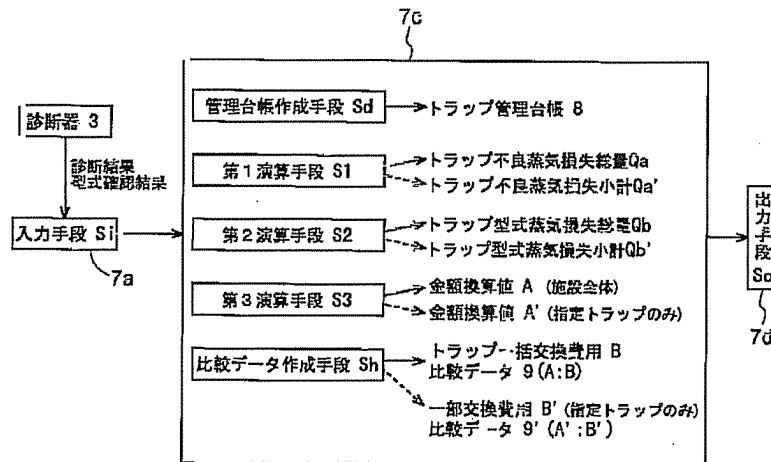 7c
診断器 3
診断結果
型式確認結果
入力手段 Si
7a
管理台帳作成手段 Sd
トラップ管理台帳 8
第1演算手段 S1
トラップ不良蒸気損失総量Qa
トラップ不良蒸気損失小計Qa'
第2演算手段 S2
トラップ型式蒸気損失総量Qb
トラップ型式蒸気損失小計Qb'
第3演算手段 S3
金額換算値 A (施設全体)
金額換算値 A' (指定トラップのみ)
比較データ作成手段 Sh
トラップ一括交換費用 B
比較データ 9(A:B)
一部交換費用 B' (指定トラップのみ)
比較データ 9' (A':B')
出力手段 So
7d